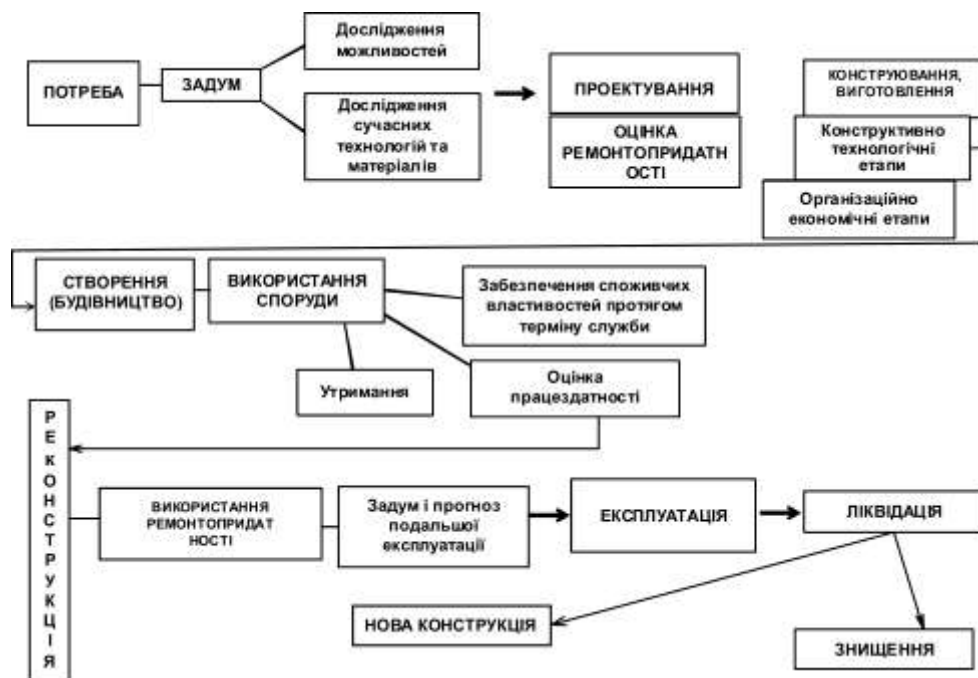 ПОТРЕБА
ЗАДУМ
Дослідження
можливостей
Дослідження
сучасних
технологій та
матеріалів
ПРОЕКТУВАННЯ
ОЦІНКА
РЕМОНТОПРИДАТН
ОСТІ
КОНСТРУЮВАННЯ,
ВИГОТОВЛЕННЯ
Конструктивно
технологічні
етапи
Організаційно
економічні етапи
СТВОРЕННЯ
(БУДІВНИЦТВО)
ВИКОРИСТАННЯ
СПОРУДИ
Забезпечення споживчих
властивостей протягом
терміну служби
Утримання
Оцінка
працездатності
РЕКОНСТРУКЦІЯ
ВИКОРИСТАННЯ
РЕМОНТОПРИДАТ
НОСТІ
Задум і прогноз
подальшої
експлуатації
ЕКСПЛУАТАЦІЯ
ЛІКВІДАЦІЯ
НОВА КОНСТРУКЦІЯ
ЗНИЩЕННЯ